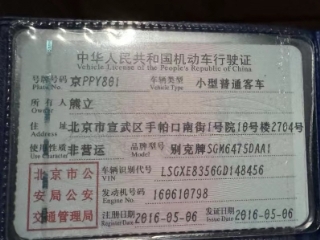 中华人民共和国机动车行驶证
Vehicle License of the People's Republic of China
号牌号码 京PPY801 车辆类型 小型普通客车
Plate No. Vehicle Type
所有人 熊立
Owner
住址 北京市宣武区手帕口南街1号院10号楼2704号
Address
使用性质 非营运 品牌型号 别克牌SGM647SDAA1
Use Character Model
北京市公安局公安交通管理局
车辆识别代号 LSGXE8356GD148456
VIN
发动机号码 160610798
Engine No.
注册日期 2016-05-06 发证日期 2016-05-06
Register Date Issue Date